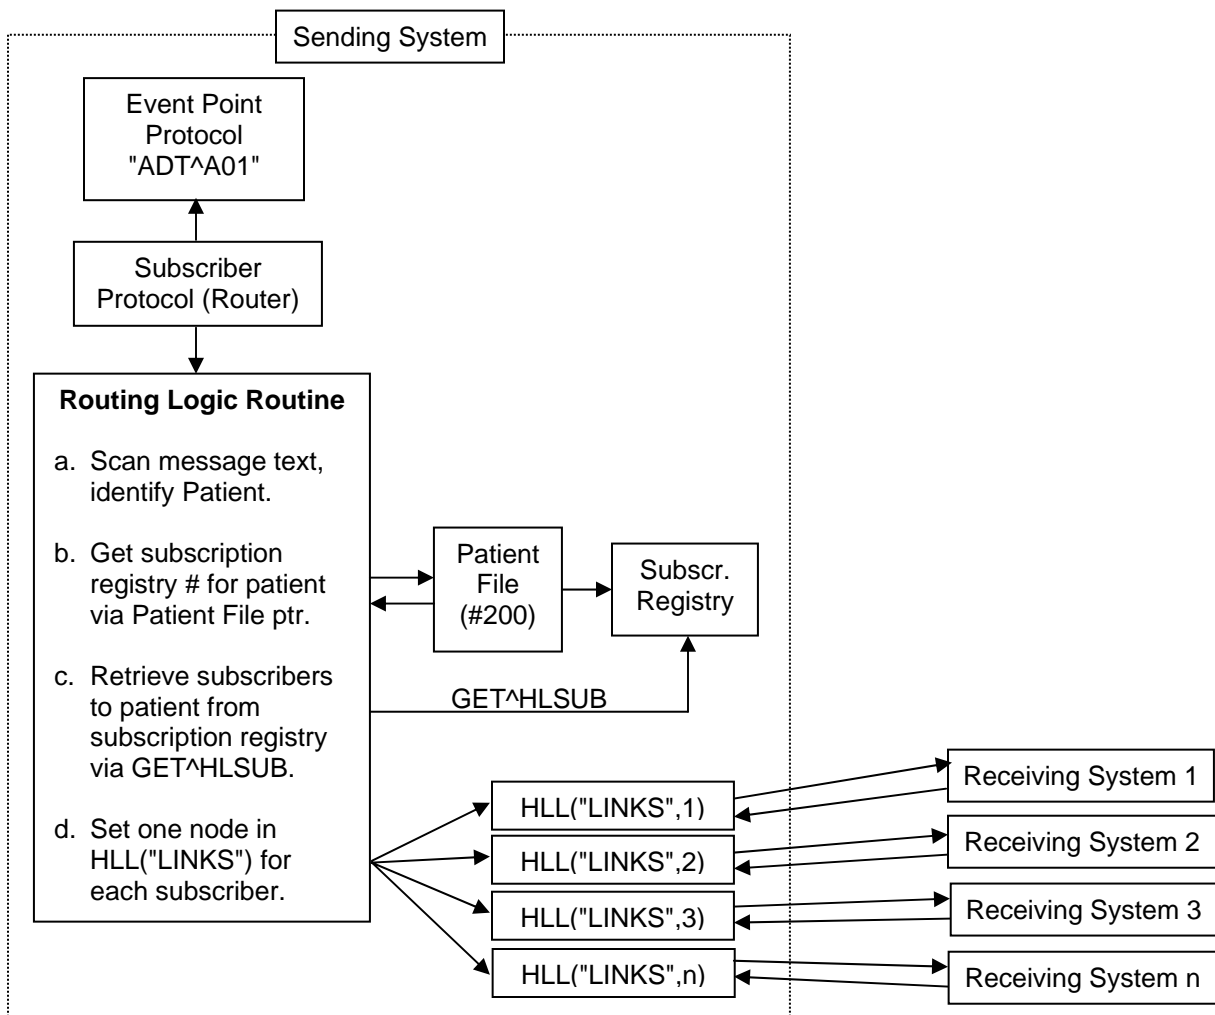 Sending System
Event Point
Protocol
"ADT^A01"
Subscriber
Protocol (Router)
Routing Logic Routine
a. Scan message text,
identify Patient.
b. Get subscription
registry # for patient
via Patient File ptr.
c. Retrieve subscribers
to patient from
subscription registry
via GET^HLSUB.
d. Set one node in
HLL("LINKS") for
each subscriber.
Patient
File
(#200)
Subscr.
Registry
GET^HLSUB
HLL("LINKS",1)
HLL("LINKS",2)
HLL("LINKS",3)
HLL("LINKS",n)
Receiving System 1
Receiving System 2
Receiving System 3
Receiving System n